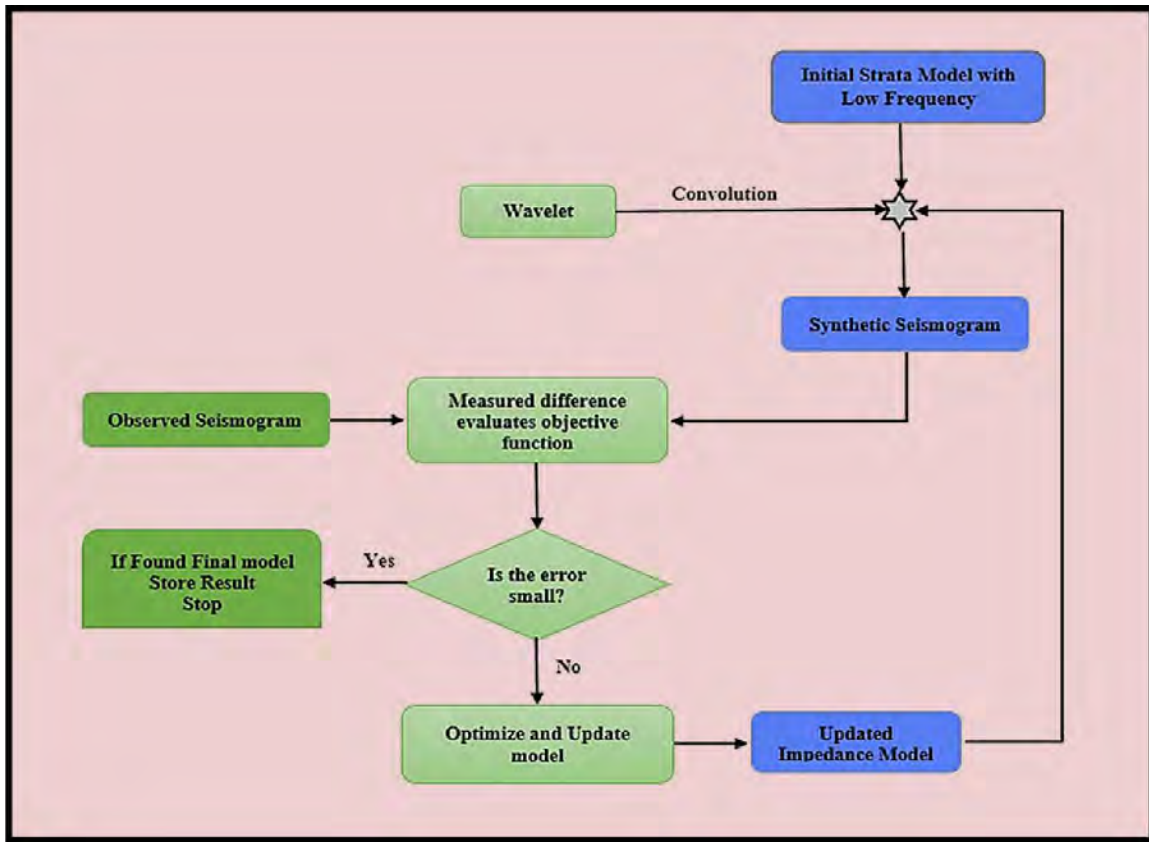 Initial Strata Model with
Low Frequency
Convolution
Wavelet
Synthetic Seismogram
Measured difference
evaluates objective
function
Observed Seismogram
If Found Final model
Store Result
Stop
Yes
Is the error
small?
No
Optimize and Update
model
Updated
Impedance Model